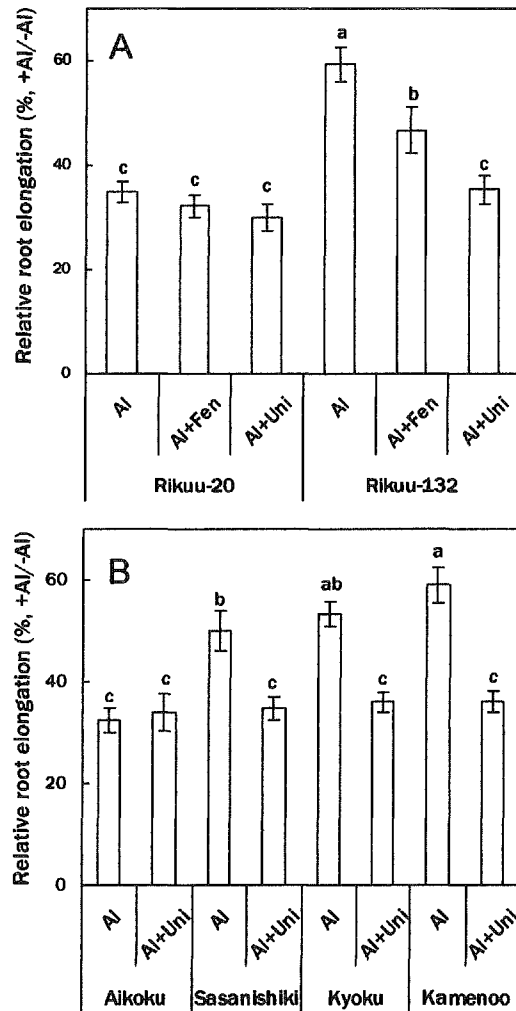 A
Relative root elongation (%, +Al/-Al)
60
40
20
0
a
b
c
c
c
c
Al
Al+Fen
Al+Uni
Al
Al+Fen
Al+Uni
Rikuu-20
Rikuu-132
B
Relative root elongation (%, +Al/-Al)
60
40
20
0
c
c
b
c
ab
c
a
c
Al
Al+Uni
Al
Al+Uni
Al
Al+Uni
Al
Al+Uni
Aikoku
Sasanishiki
Kyoku
Kamenoo